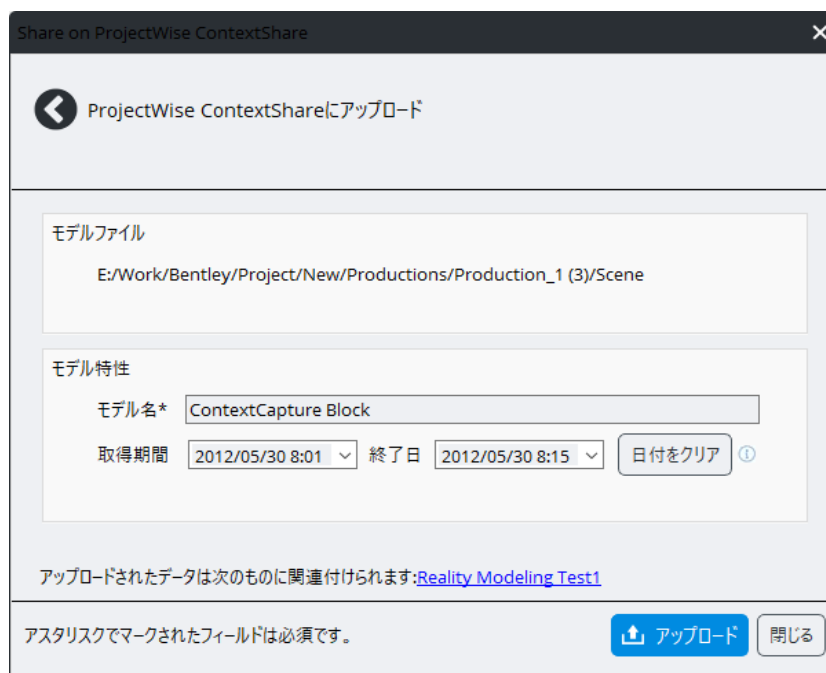 Share on ProjectWise ContextShare
ProjectWise ContextShareにアップロード
モデルファイル
E:/Work/Bentley/Project/New/Productions/Production_1 (3)/Scene
モデル特性
モデル名* ContextCapture Block
取得期間 2012/05/30 8:01 終了日 2012/05/30 8:15 日付をクリア
アップロードされたデータは次のものに関連付けられます:Reality Modeling Test1
アスタリスクでマークされたフィールドは必須です。 アップロード 閉じる